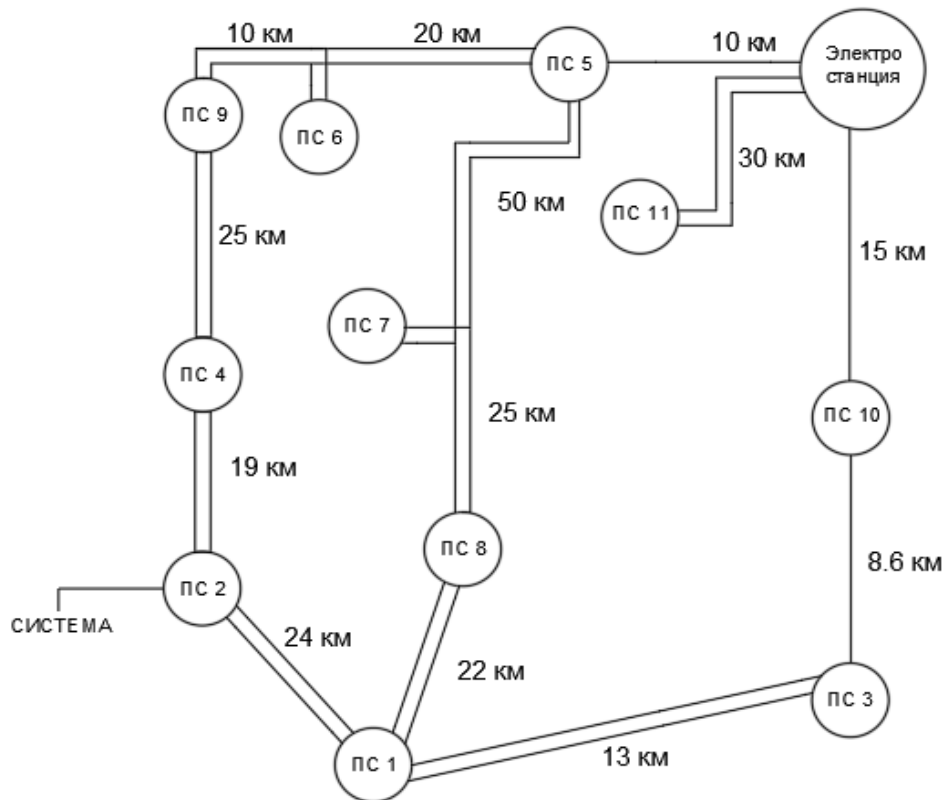 10 км
20 км
10 км
Электро
станция
ПС 5
ПС 9
ПС 6
30 км
50 км
ПС 11
25 км
15 км
ПС 7
ПС 4
25 км
ПС 10
19 км
ПС 8
8.6 км
ПС 2
СИСТЕМА
24 км
22 км
ПС 3
ПС 1
13 км